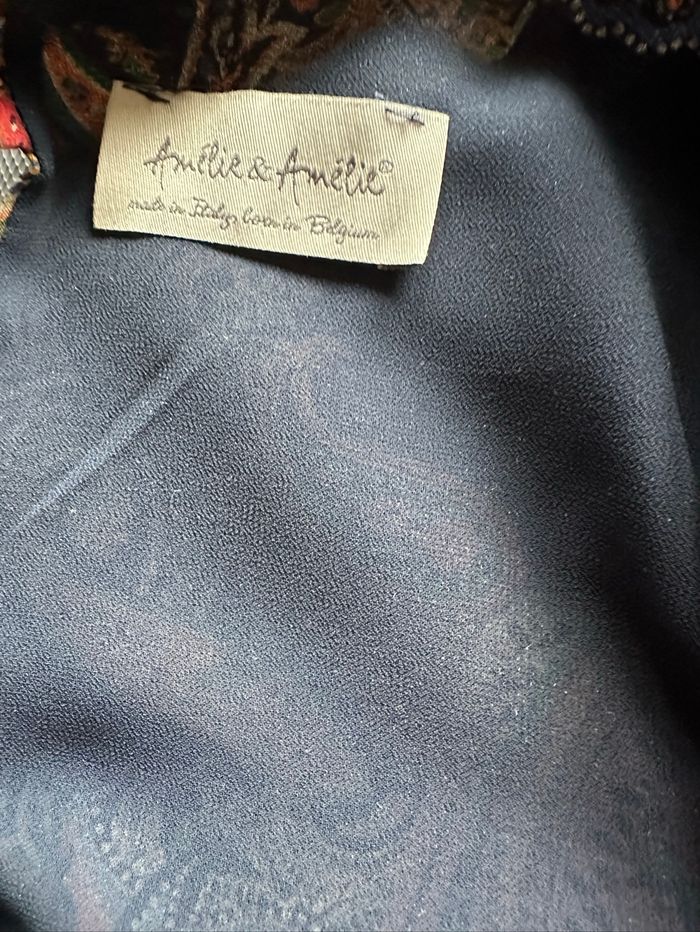 Amélie & Amélie®
made in Italy, born in Belgium